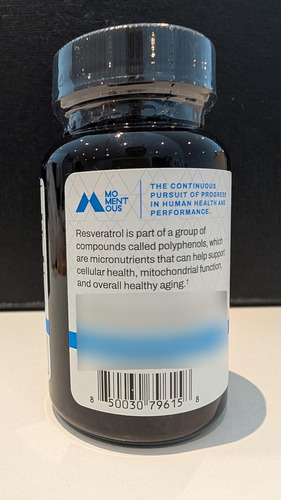 MO
MENT
OUS
THE CONTINUOUS
PURSUIT OF PROGRESS
IN HUMAN HEALTH AND
PERFORMANCE.
Resveratrol is part of a group of
compounds called polyphenols, which
are micronutrients that can help support
cellular health, mitochondrial function,
and overall healthy aging.†
8 50030 79615 8